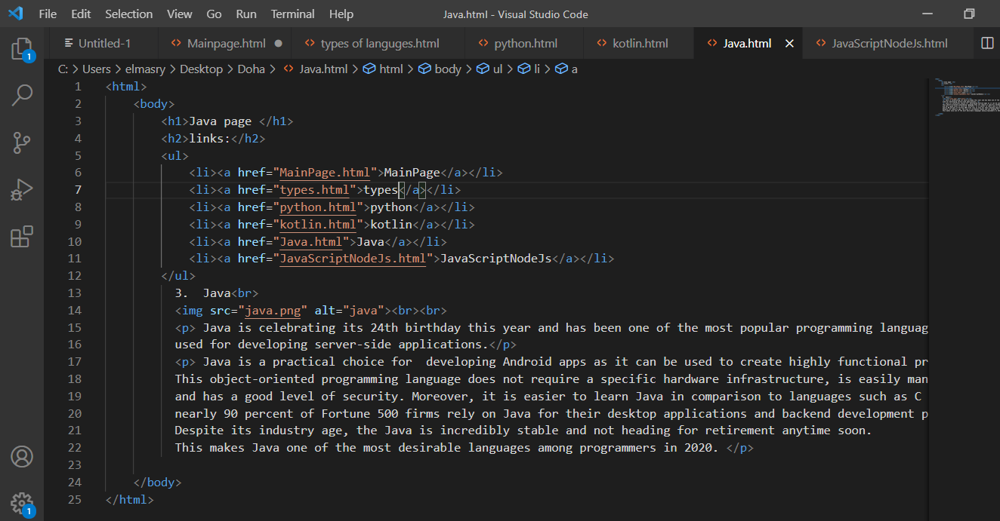 File Edit Selection View Go Run Terminal Help Java.html - Visual Studio Code
Untitled-1 Mainpage.html types of languges.html python.html kotlin.html Java.html JavaScriptNodeJs.html
C: > Users > elmasry > Desktop > Doha > Java.html > html > body > ul > li > a
1 <html>
2 <body>
3 <h1>Java page </h1>
4 <h2>links:</h2>
5 <ul>
6 <li><a href="MainPage.html">MainPage</a></li>
7 <li><a href="types.html">types</a></li>
8 <li><a href="python.html">python</a></li>
9 <li><a href="kotlin.html">kotlin</a></li>
10 <li><a href="Java.html">Java</a></li>
11 <li><a href="JavaScriptNodeJs.html">JavaScriptNodeJs</a></li>
12 </ul>
13 3. Java<br>
14 <img src="java.png" alt="java"><br><br>
15 <p> Java is celebrating its 24th birthday this year and has been one of the most popular programming languag
16 used for developing server-side applications.</p>
17 <p> Java is a practical choice for developing Android apps as it can be used to create highly functional pr
18 This object-oriented programming language does not require a specific hardware infrastructure, is easily man
19 and has a good level of security. Moreover, it is easier to learn Java in comparison to languages such as C
20 nearly 90 percent of Fortune 500 firms rely on Java for their desktop applications and backend development p
21 Despite its industry age, the Java is incredibly stable and not heading for retirement anytime soon.
22 This makes Java one of the most desirable languages among programmers in 2020. </p>
23
24 </body>
25 </html>
1
1